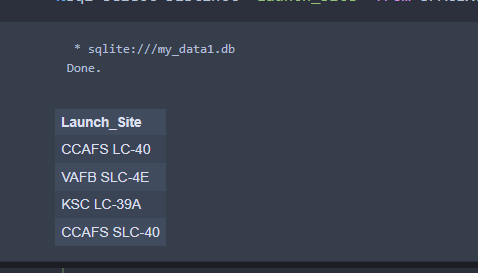 * sqlite:///my_data1.db
Done.
Launch_Site
CCAFS LC-40
VAFB SLC-4E
KSC LC-39A
CCAFS SLC-40